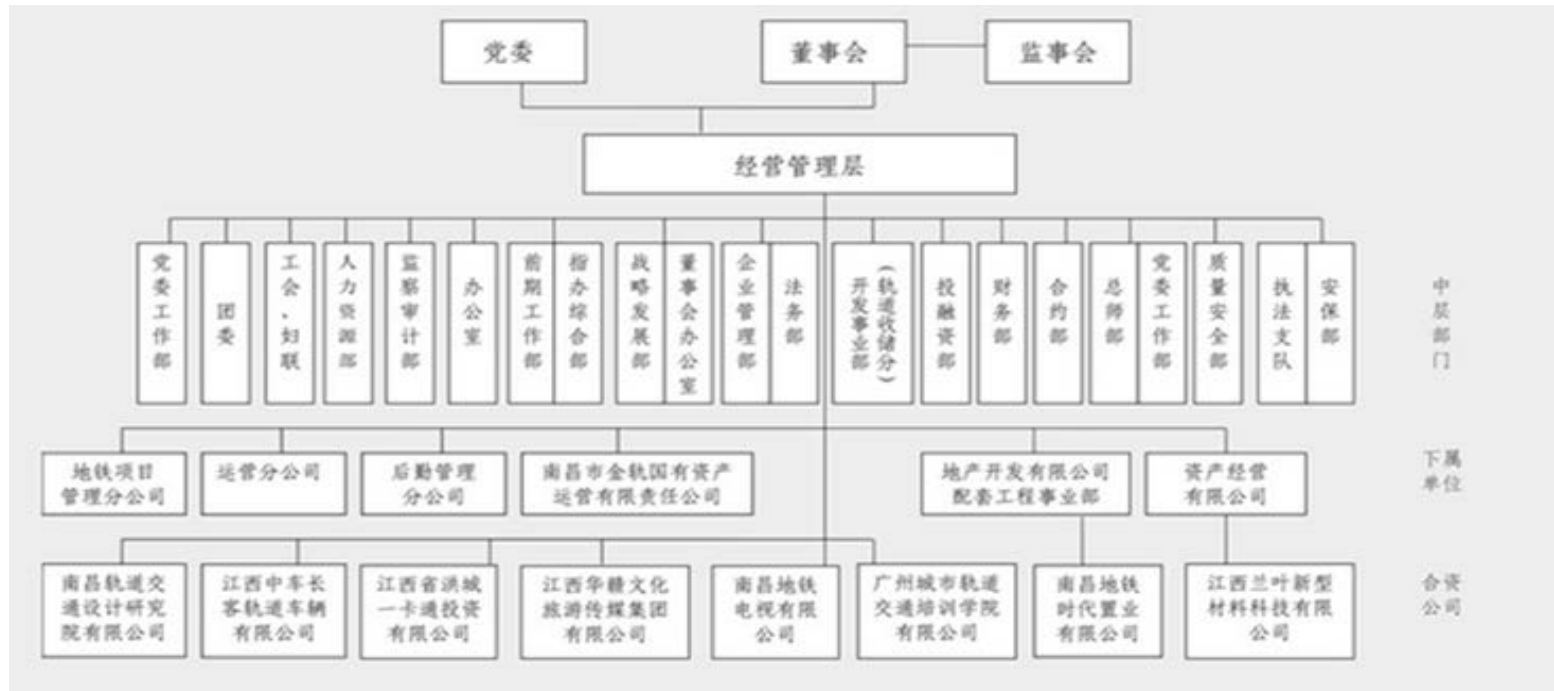 党委
董事会
监事会
经营管理层
党委工作部
团委
工会、妇联
人力资源部
监察审计部
办公室
前期工作部
指办综合部
战略发展部
董事会办公室
企业管理部
法务部
(轨道收储分)
开发事业部
投融资部
财务部
合约部
总师部
党委工作部
质量安全部
执法支队
安保部
中层部门
地铁项目
管理分公司
运营分公司
后勤管理
分公司
南昌市金轨国有资产
运营有限责任公司
地产开发有限公司
配套工程事业部
资产经营
有限公司
下属
单位
南昌轨道交
通设计研究
院有限公司
江西中车长
客轨道车辆
有限公司
江西省洪城
一卡通投资
有限公司
江西华赣文化
旅游传媒集团
有限公司
南昌地铁
电视有限
公司
广州城市轨道
交通培训学院
有限公司
南昌地铁
时代置业
有限公司
江西兰叶新型
材料科技有限
公司
合资
公司